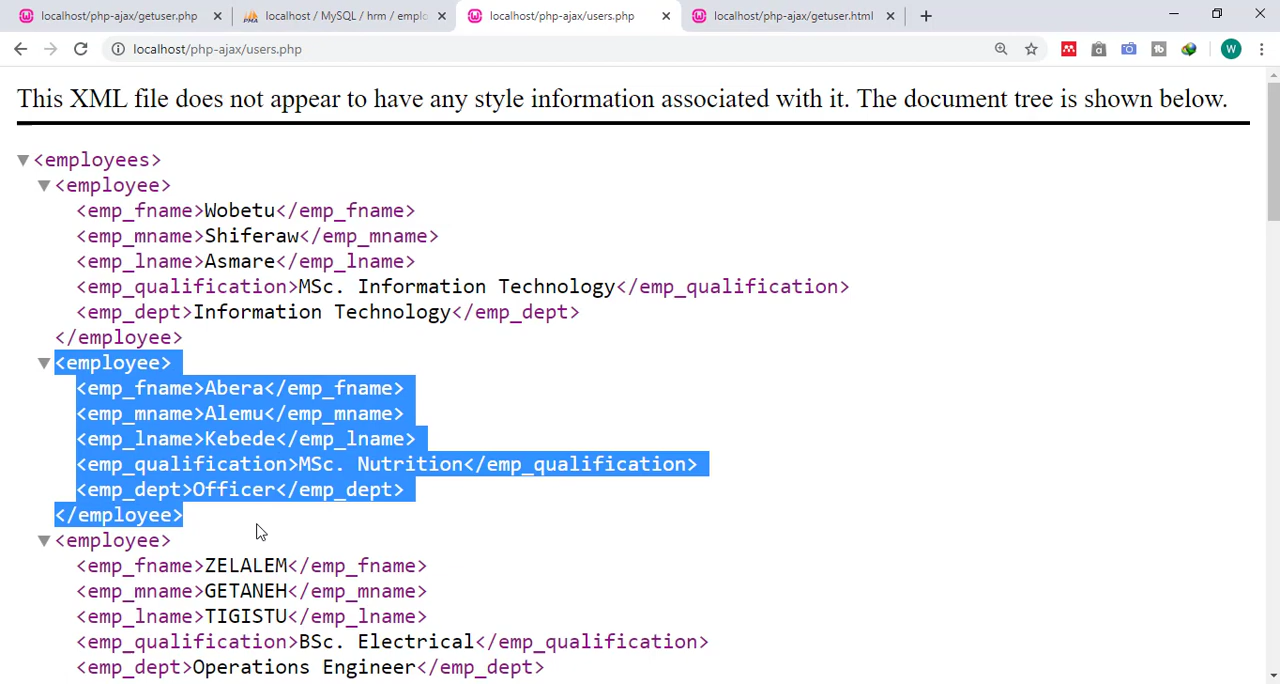 localhost/php-ajax/getuser.php
localhost / MySQL / hrm / emplo
localhost/php-ajax/users.php
localhost/php-ajax/getuser.html
localhost/php-ajax/users.php
W
This XML file does not appear to have any style information associated with it. The document tree is shown below.
<employees>
<employee>
<emp_fname>Wobetu</emp_fname>
<emp_mname>Shiferaw</emp_mname>
<emp_lname>Asmare</emp_lname>
<emp_qualification>MSc. Information Technology</emp_qualification>
<emp_dept>Information Technology</emp_dept>
</employee>
<employee>
<emp_fname>Abera</emp_fname>
<emp_mname>Alemu</emp_mname>
<emp_lname>Kebede</emp_lname>
<emp_qualification>MSc. Nutrition</emp_qualification>
<emp_dept>Officer</emp_dept>
</employee>
<employee>
<emp_fname>ZELALEM</emp_fname>
<emp_mname>GETANEH</emp_mname>
<emp_lname>TIGISTU</emp_lname>
<emp_qualification>BSc. Electrical</emp_qualification>
<emp_dept>Operations Engineer</emp_dept>